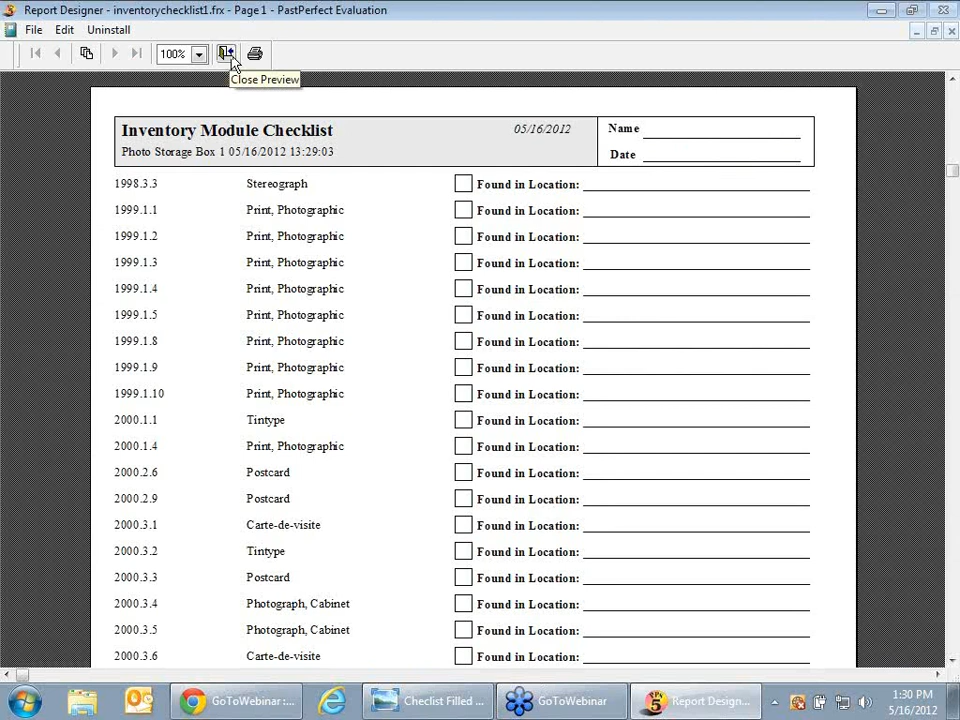 Report Designer - inventorychecklist1.frx - Page 1 - PastPerfect Evaluation
File Edit Uninstall
100%
Close Preview
Inventory Module Checklist 05/16/2012 Name
Photo Storage Box 1 05/16/2012 13:29:03 Date
1998.3.3 Stereograph Found in Location:
1999.1.1 Print, Photographic Found in Location:
1999.1.2 Print, Photographic Found in Location:
1999.1.3 Print, Photographic Found in Location:
1999.1.4 Print, Photographic Found in Location:
1999.1.5 Print, Photographic Found in Location:
1999.1.8 Print, Photographic Found in Location:
1999.1.9 Print, Photographic Found in Location:
1999.1.10 Print, Photographic Found in Location:
2000.1.1 Tintype Found in Location:
2000.1.4 Print, Photographic Found in Location:
2000.2.6 Postcard Found in Location:
2000.2.9 Postcard Found in Location:
2000.3.1 Carte-de-visite Found in Location:
2000.3.2 Tintype Found in Location:
2000.3.3 Postcard Found in Location:
2000.3.4 Photograph, Cabinet Found in Location:
2000.3.5 Photograph, Cabinet Found in Location:
2000.3.6 Carte-de-visite Found in Location:
GoToWebinar :... Checlist Filled ... GoToWebinar Report Desig... 1:30 PM
5/16/2012